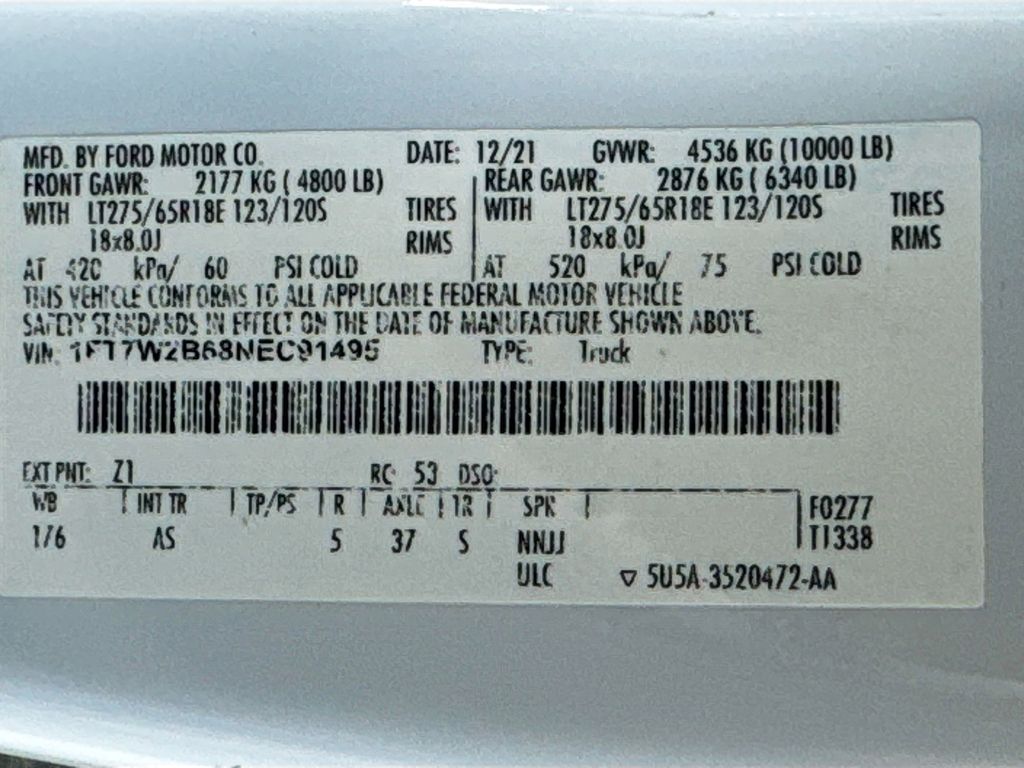 MFD. BY FORD MOTOR CO. DATE: 12/21 GVWR: 4536 KG (10000 LB)
FRONT GAWR: 2177 KG ( 4800 LB) REAR GAWR: 2876 KG ( 6340 LB)
WITH LT275/65R18E 123/120S TIRES WITH LT275/65R18E 123/120S TIRES
18x8.0J RIMS 18x8.0J RIMS
AT 420 kPa/ 60 PSI COLD AT 520 kPa/ 75 PSI COLD
THIS VEHICLE CONFORMS TO ALL APPLICABLE FEDERAL MOTOR VEHICLE
SAFETY STANDARDS IN EFFECT ON THE DATE OF MANUFACTURE SHOWN ABOVE.
VIN: 1FT7W2B68NEC91495 TYPE: Truck
EXT PNT: Z1 RC: 53 DSO:
WB INT TR TP/PS R AXLE TR SPR F0277
176 AS 5 37 S NNJJ T1338
ULC ▽ 5U5A-3520472-AA